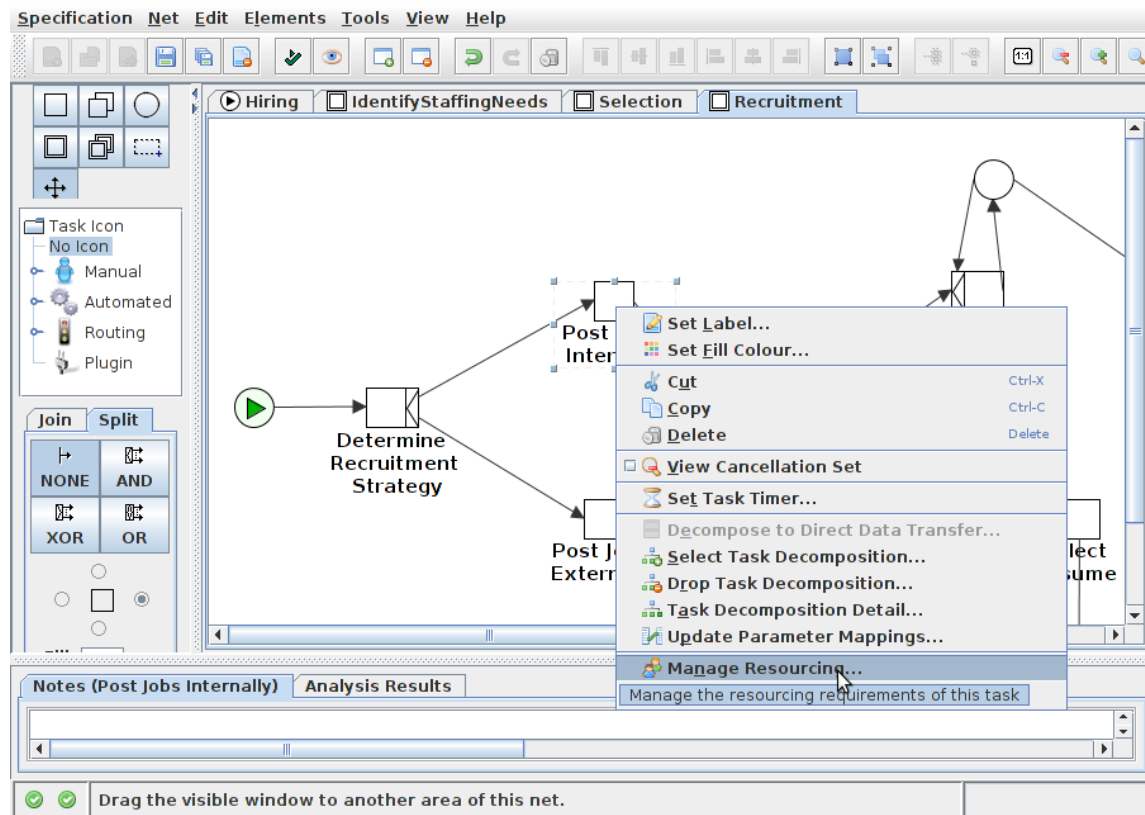 Specification Net Edit Elements Tools View Help
1:1
Hiring IdentifyStaffingNeeds Selection Recruitment
Task Icon
No Icon
Manual
Automated
Routing
Plugin
Join Split
NONE AND
XOR OR
Determine
Recruitment
Strategy
Post
Inter
Post J
Extern
lect
sume
Set Label...
Set Fill Colour...
Cut Ctrl-X
Copy Ctrl-C
Delete Delete
View Cancellation Set
Set Task Timer...
Decompose to Direct Data Transfer...
Select Task Decomposition...
Drop Task Decomposition...
Task Decomposition Detail...
Update Parameter Mappings...
Manage Resourcing...
Manage the resourcing requirements of this task
Notes (Post Jobs Internally) Analysis Results
Drag the visible window to another area of this net.